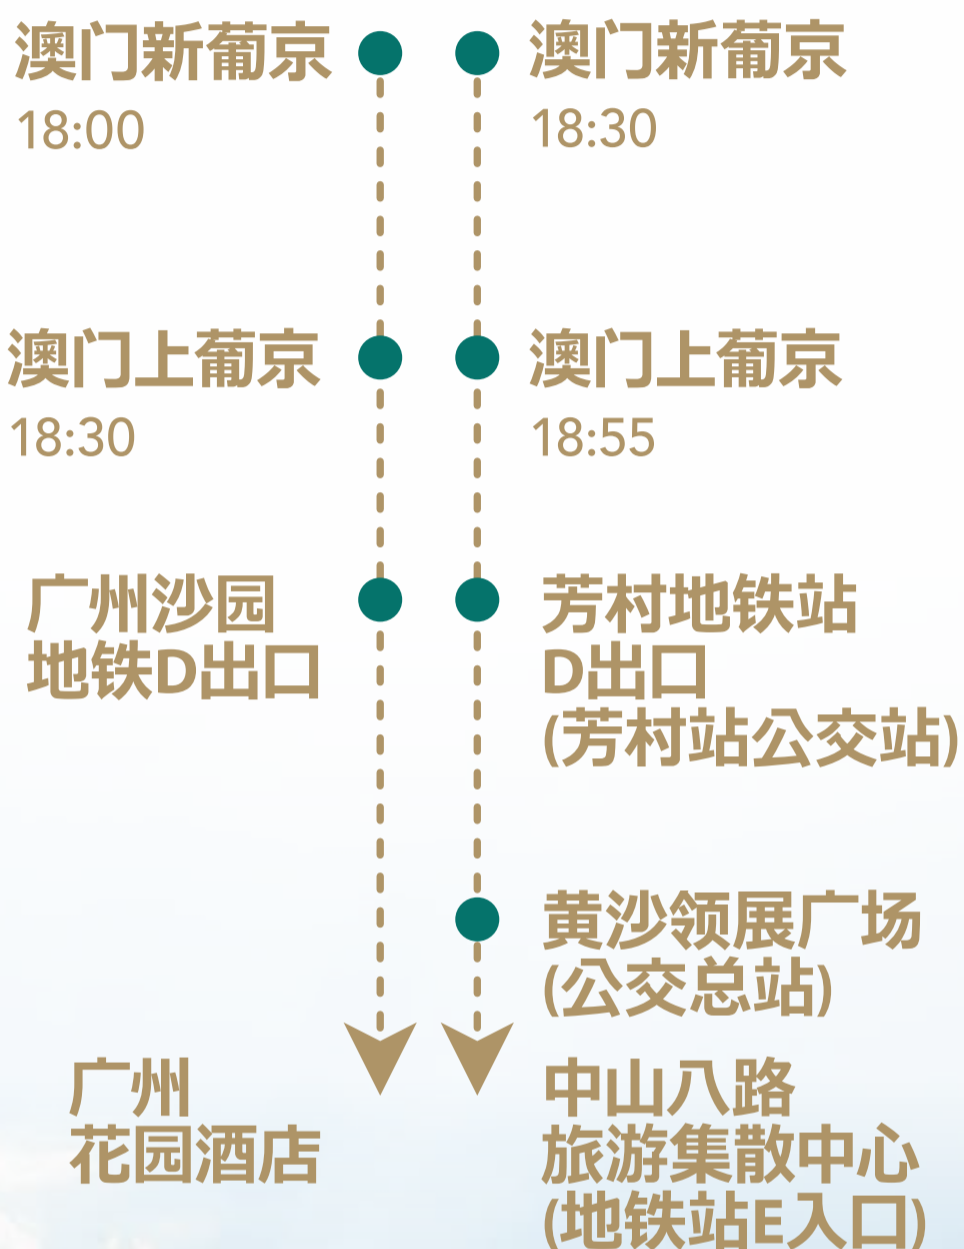 澳门新葡京
18:00
澳门上葡京
18:30
广州沙园
地铁D出口
广州
花园酒店
澳门新葡京
18:30
澳门上葡京
18:55
芳村地铁站
D出口
(芳村站公交站)
黄沙领展广场
(公交总站)
中山八路
旅游集散中心
(地铁站E入口)